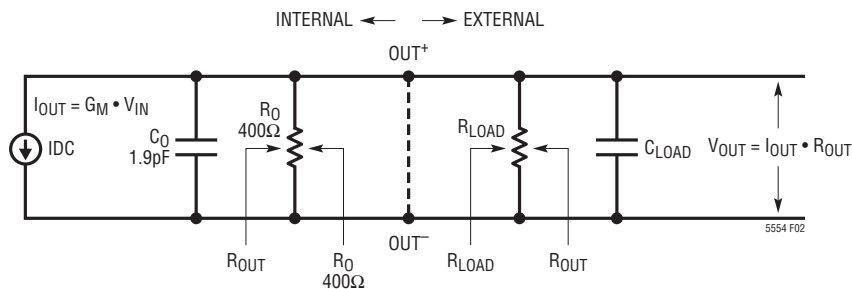 INTERNAL EXTERNAL
OUT+
I_OUT = G_M • V_IN
IDC
C_O
1.9pF
R_O
400Ω
R_LOAD
C_LOAD
V_OUT = I_OUT • R_OUT
5554 F02
OUT–
R_OUT
R_O
400Ω
R_LOAD
R_OUT